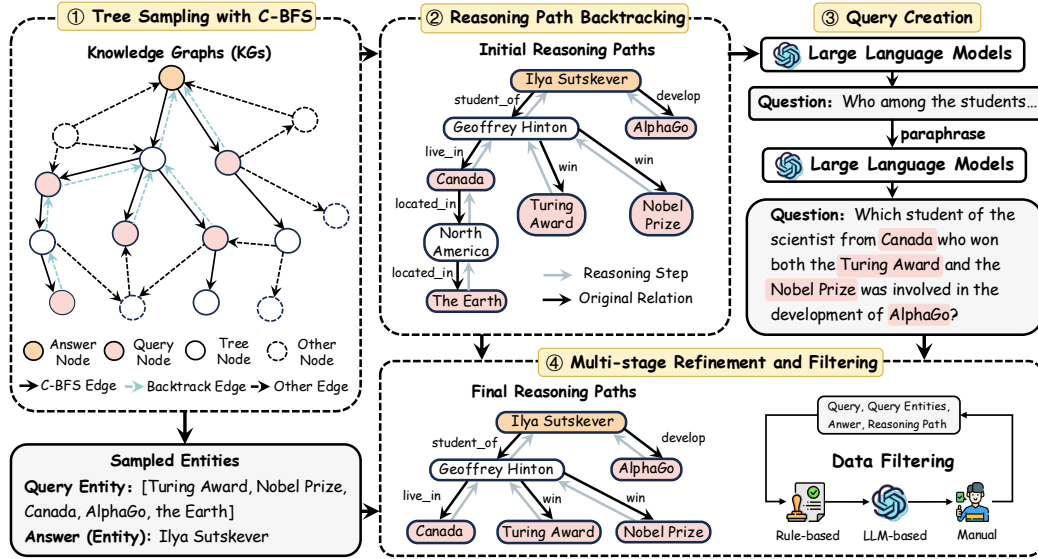 ① Tree Sampling with C-BFS
Knowledge Graphs (KGs)
Answer
Node
Query
Node
Tree
Node
Other
Node
C-BFS Edge
Backtrack Edge
Other Edge
Sampled Entities
Query Entity: [Turing Award, Nobel Prize,
Canada, AlphaGo, the Earth]
Answer (Entity): Ilya Sutskever
② Reasoning Path Backtracking
Initial Reasoning Paths
Ilya Sutskever
student_of
develop
Geoffrey Hinton
AlphaGo
live_in
win
win
Canada
located_in
Turing
Award
Nobel
Prize
North
America
located_in
The Earth
Reasoning Step
Original Relation
③ Query Creation
Large Language Models
Question: Who among the students...
paraphrase
Large Language Models
Question: Which student of the
scientist from Canada who won
both the Turing Award and the
Nobel Prize was involved in the
development of AlphaGo?
④ Multi-stage Refinement and Filtering
Final Reasoning Paths
Ilya Sutskever
student_of
develop
Geoffrey Hinton
AlphaGo
live_in
win
win
Canada
Turing Award
Nobel Prize
Query, Query Entities,
Anwer, Reasoning Path
Data Filtering
Rule-based
LLM-based
Manual